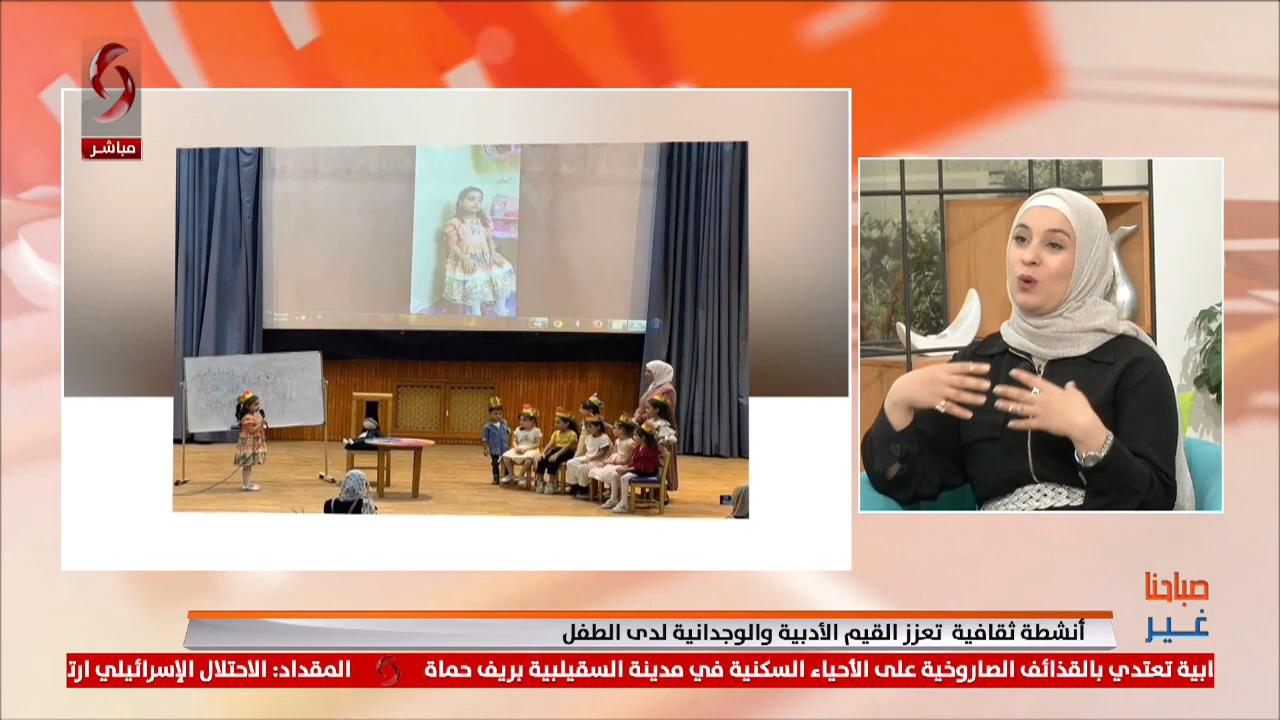 مباشر
صباحنا
غير
أنشطة ثقافية تعزز القيم الأدبية والوجدانية لدى الطفل
ابية تعتدي بالقذائف الصاروخية على الأحياء السكنية في مدينة السقيلبية بريف حماة المقداد: الاحتلال الإسرائيلي ارت